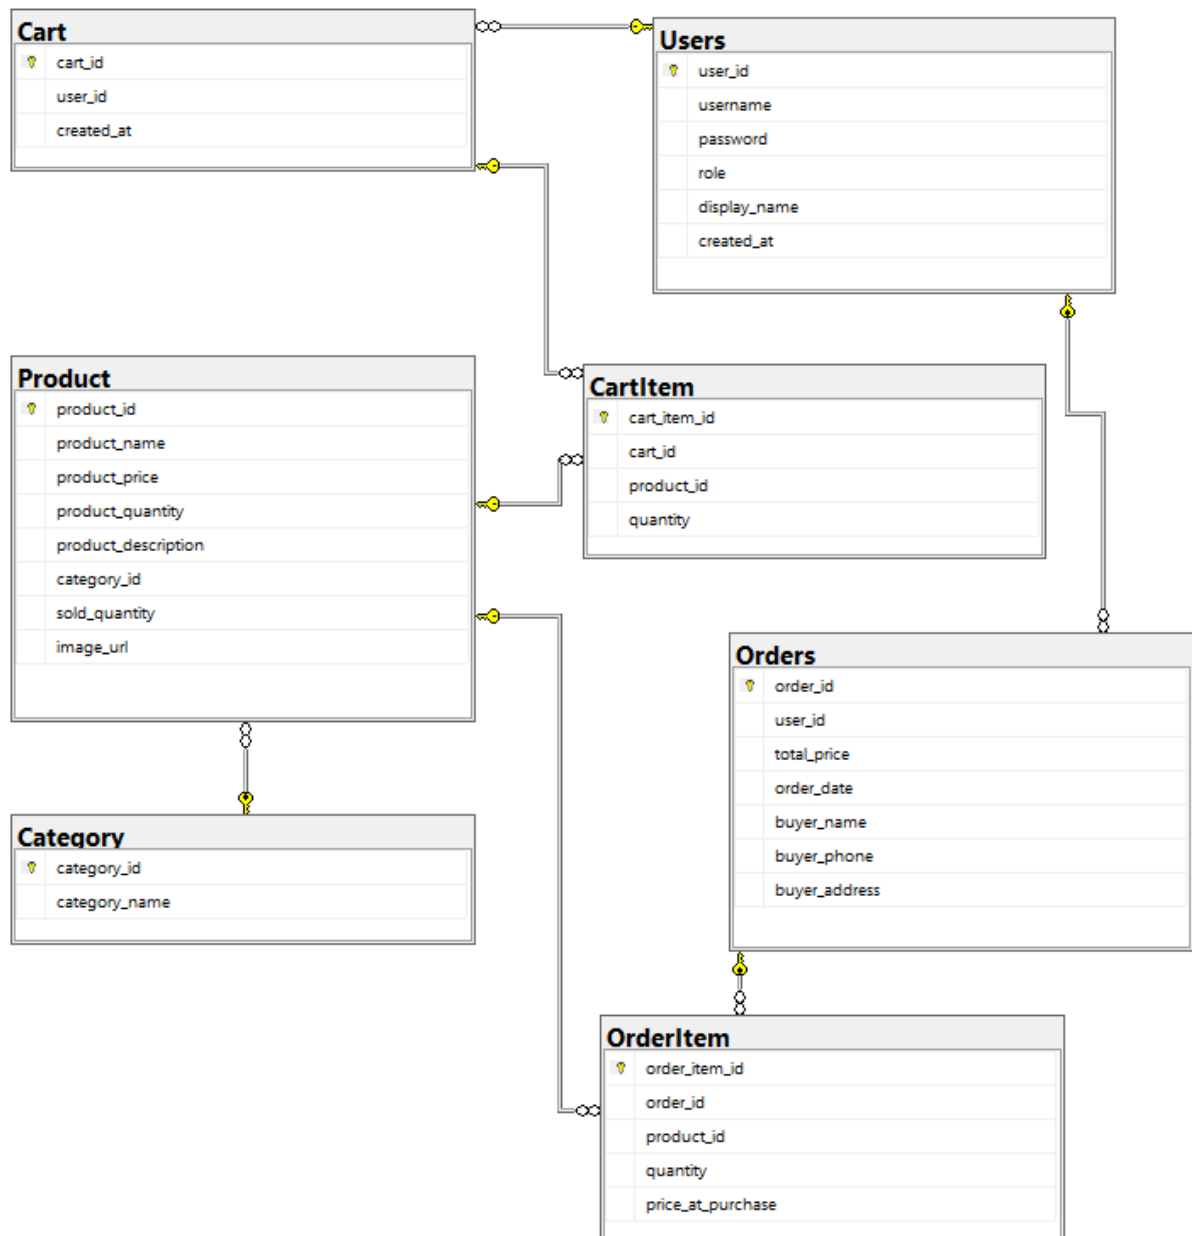 Cart
cart_id
user_id
created_at
Users
user_id
username
password
role
display_name
created_at
Product
product_id
product_name
product_price
product_quantity
product_description
category_id
sold_quantity
image_url
CartItem
cart_item_id
cart_id
product_id
quantity
Orders
order_id
user_id
total_price
order_date
buyer_name
buyer_phone
buyer_address
Category
category_id
category_name
OrderItem
order_item_id
order_id
product_id
quantity
price_at_purchase